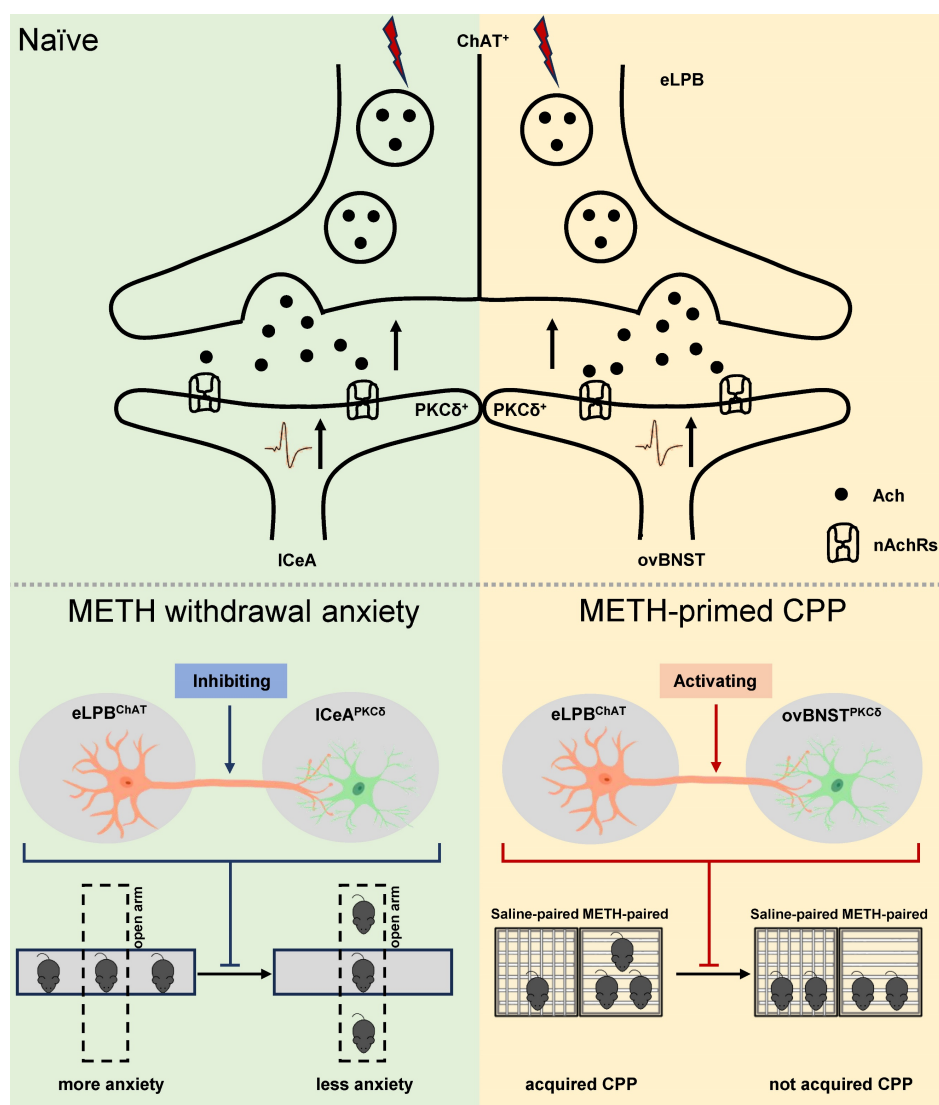 Naïve
ChAT⁺
eLPB
PKCδ⁺
PKCδ⁺
Ach
nAchRs
lCeA
ovBNST
METH withdrawal anxiety
Inhibiting
eLPBᶜʰᴬᵀ
lCeAᴾᴷᶜδ
open arm
open arm
more anxiety
less anxiety
METH-primed CPP
Activating
eLPBᶜʰᴬᵀ
ovBNSTᴾᴷᶜδ
Saline-paired METH-paired
Saline-paired METH-paired
acquired CPP
not acquired CPP